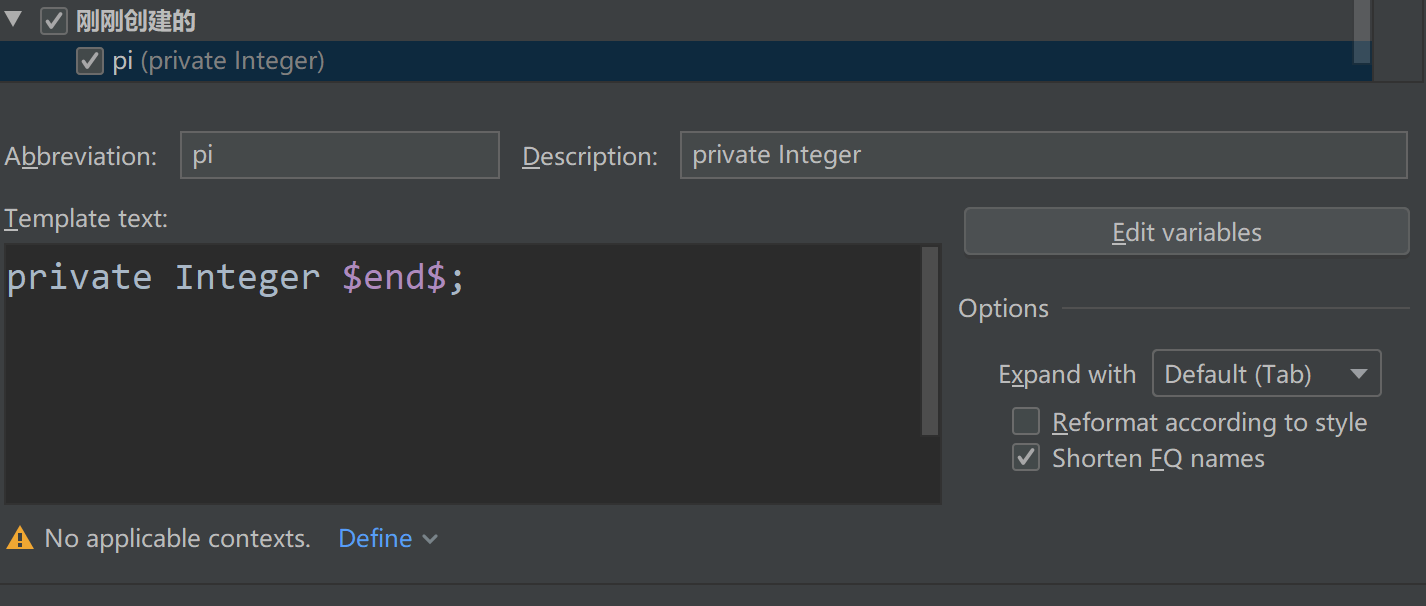 刚刚创建的
pi (private Integer)
Abbreviation: pi Description: private Integer
Template text:
Edit variables
private Integer $end$;
Options
Expand with Default (Tab)
Reformat according to style
Shorten FQ names
No applicable contexts. Define